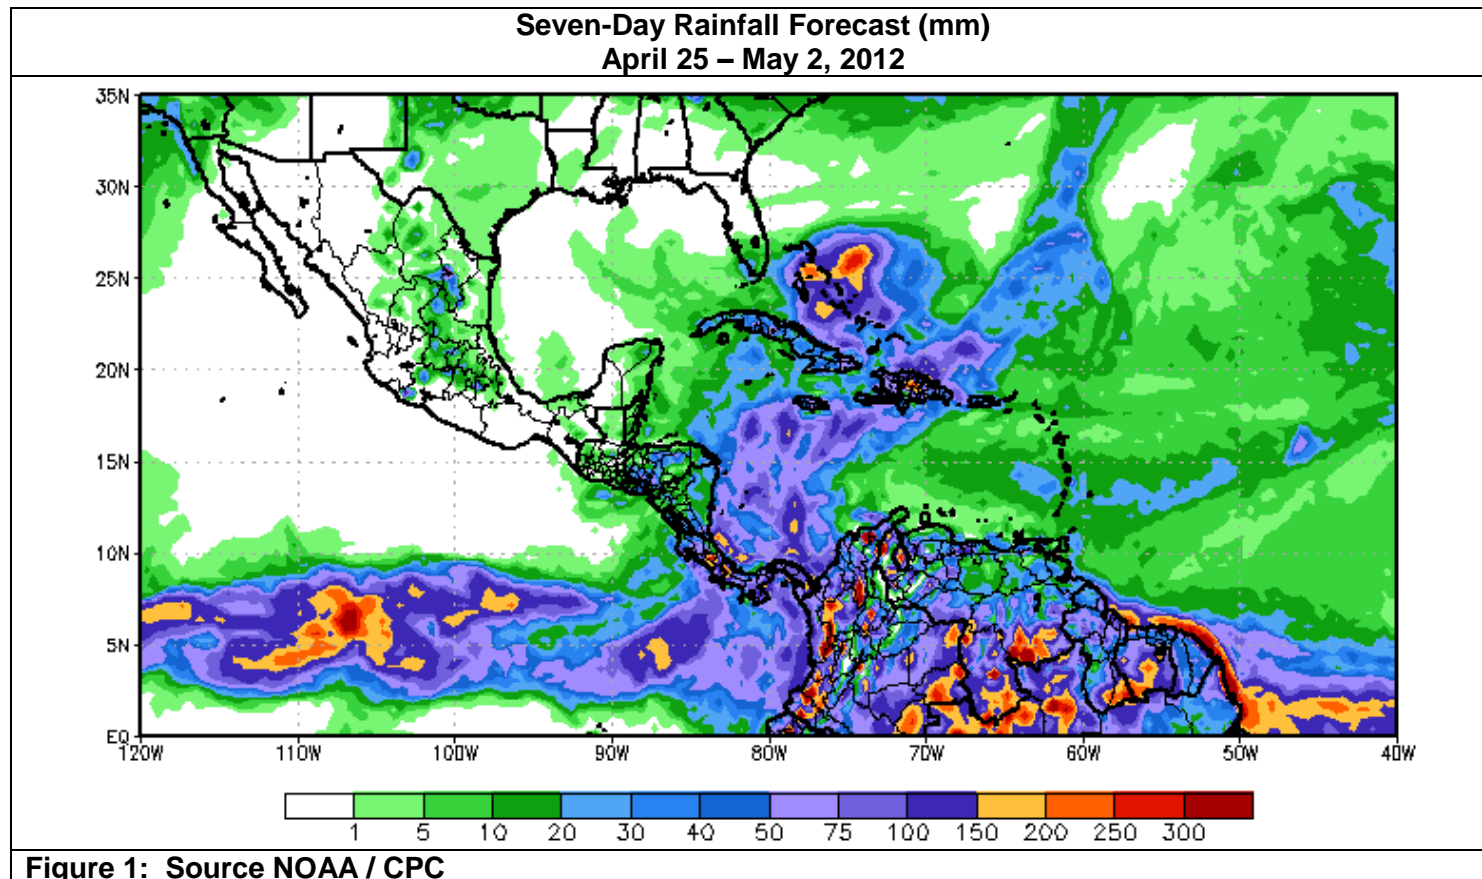 Seven-Day Rainfall Forecast (mm)
April 25 – May 2, 2012
35N
30N
25N
20N
15N
10N
5N
EQ
120W 110W 100W 90W 80W 70W 60W 50W 40W
1 5 10 20 30 40 50 75 100 150 200 250 300
Figure 1: Source NOAA / CPC